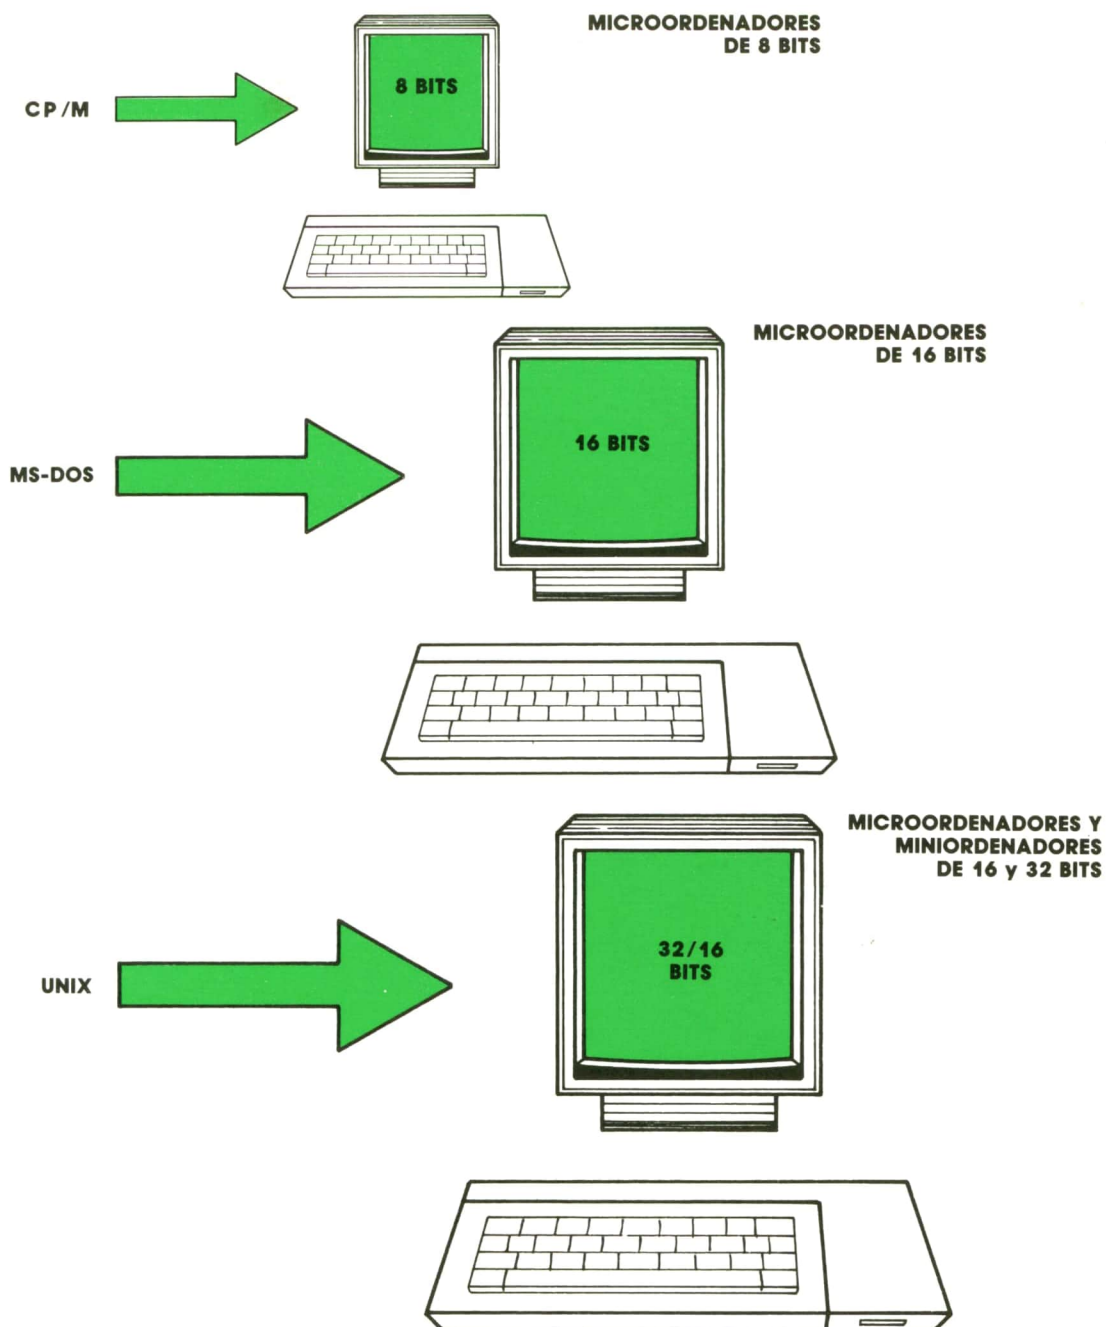 MICROORDENADORES
DE 8 BITS
8 BITS
CP/M
MICROORDENADORES
DE 16 BITS
16 BITS
MS-DOS
MICROORDENADORES Y
MINIORDENADORES
DE 16 y 32 BITS
32/16
BITS
UNIX